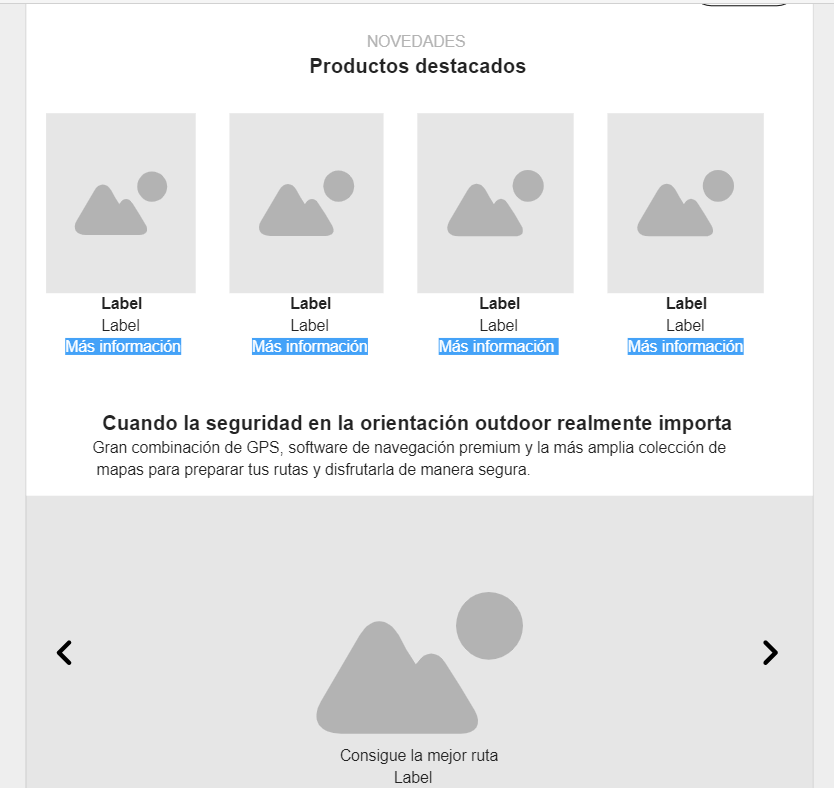 NOVEDADES
Productos destacados
Label Label Label Label
Label Label Label Label
Más información Más información Más información Más información
Cuando la seguridad en la orientación outdoor realmente importa
Gran combinación de GPS, software de navegación premium y la más amplia colección de
mapas para preparar tus rutas y disfrutarla de manera segura.
Consigue la mejor ruta
Label